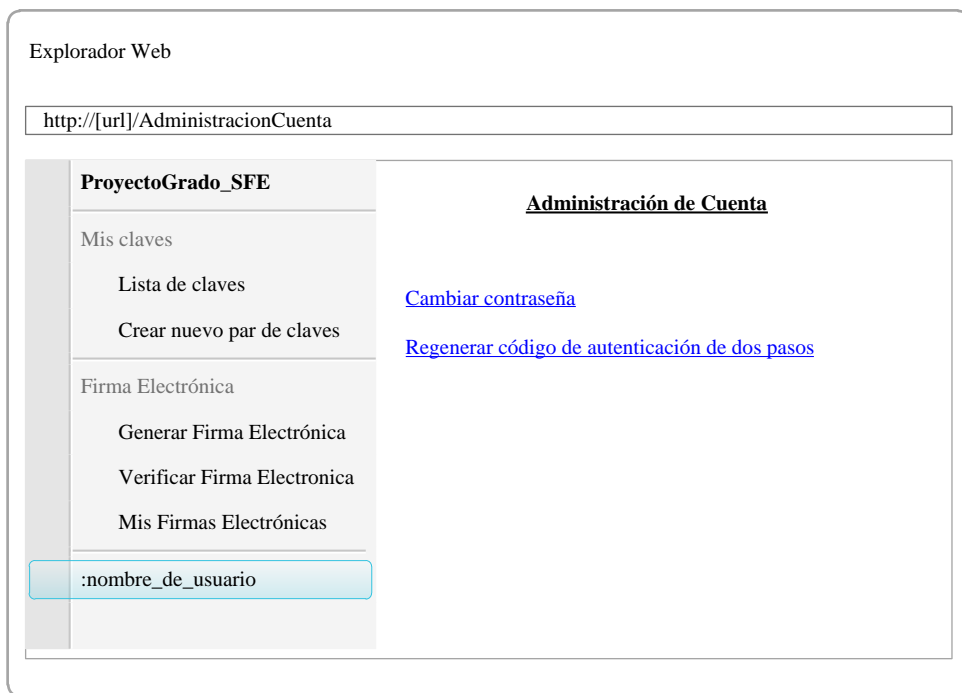 Explorador Web
http://[url]/AdministracionCuenta
ProyectoGrado_SFE
Mis claves
Lista de claves
Crear nuevo par de claves
Firma Electrónica
Generar Firma Electrónica
Verificar Firma Electronica
Mis Firmas Electrónicas
:nombre_de_usuario
Administración de Cuenta
Cambiar contraseña
Regenerar código de autenticación de dos pasos